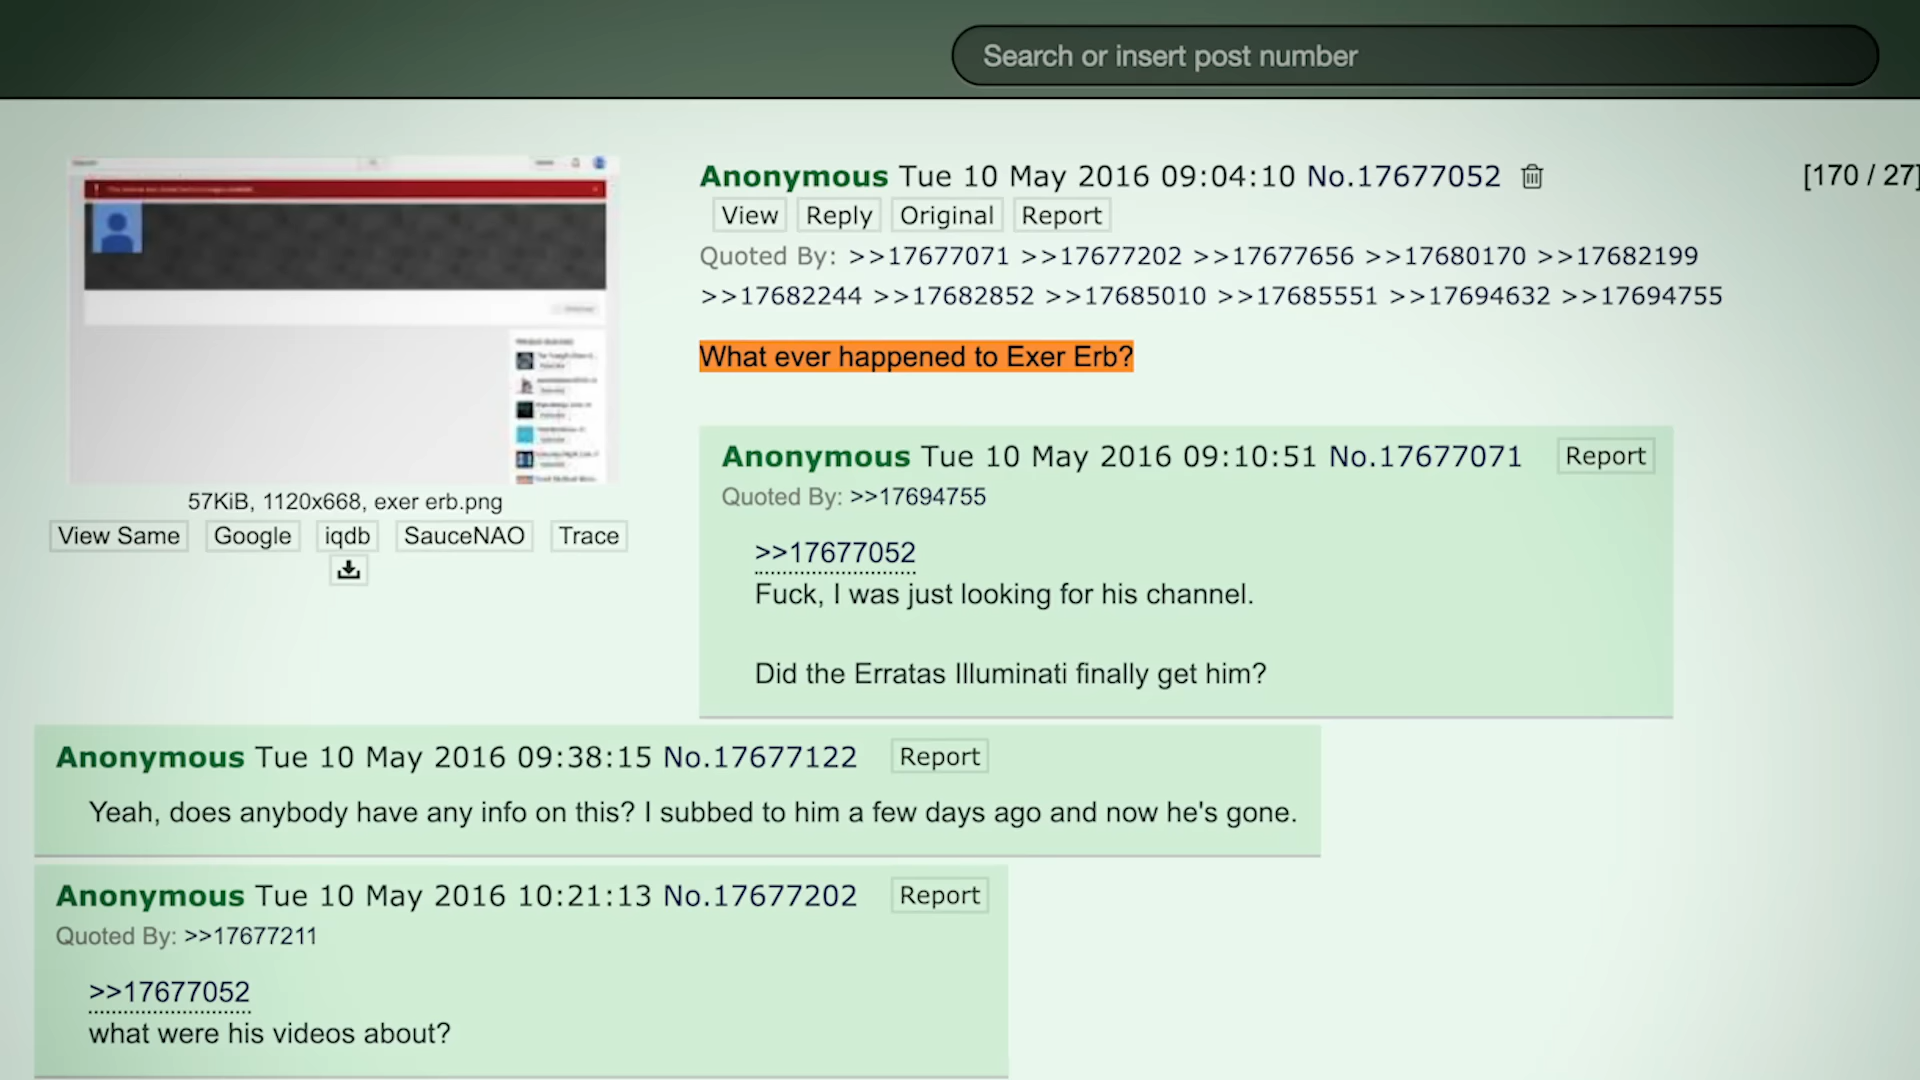 Search or insert post number
Anonymous Tue 10 May 2016 09:04:10 No.17677052 [170 / 27]
View Reply Original Report
Quoted By: >>17677071 >>17677202 >>17677656 >>17680170 >>17682199
>>17682244 >>17682852 >>17685010 >>17685551 >>17694632 >>17694755
What ever happened to Exer Erb?
57KiB, 1120x668, exer erb.png
View Same Google iqdb SauceNAO Trace
Anonymous Tue 10 May 2016 09:10:51 No.17677071 Report
Quoted By: >>17694755
>>17677052
Fuck, I was just looking for his channel.
Did the Erratas Illuminati finally get him?
Anonymous Tue 10 May 2016 09:38:15 No.17677122 Report
Yeah, does anybody have any info on this? I subbed to him a few days ago and now he's gone.
Anonymous Tue 10 May 2016 10:21:13 No.17677202 Report
Quoted By: >>17677211
>>17677052
what were his videos about?